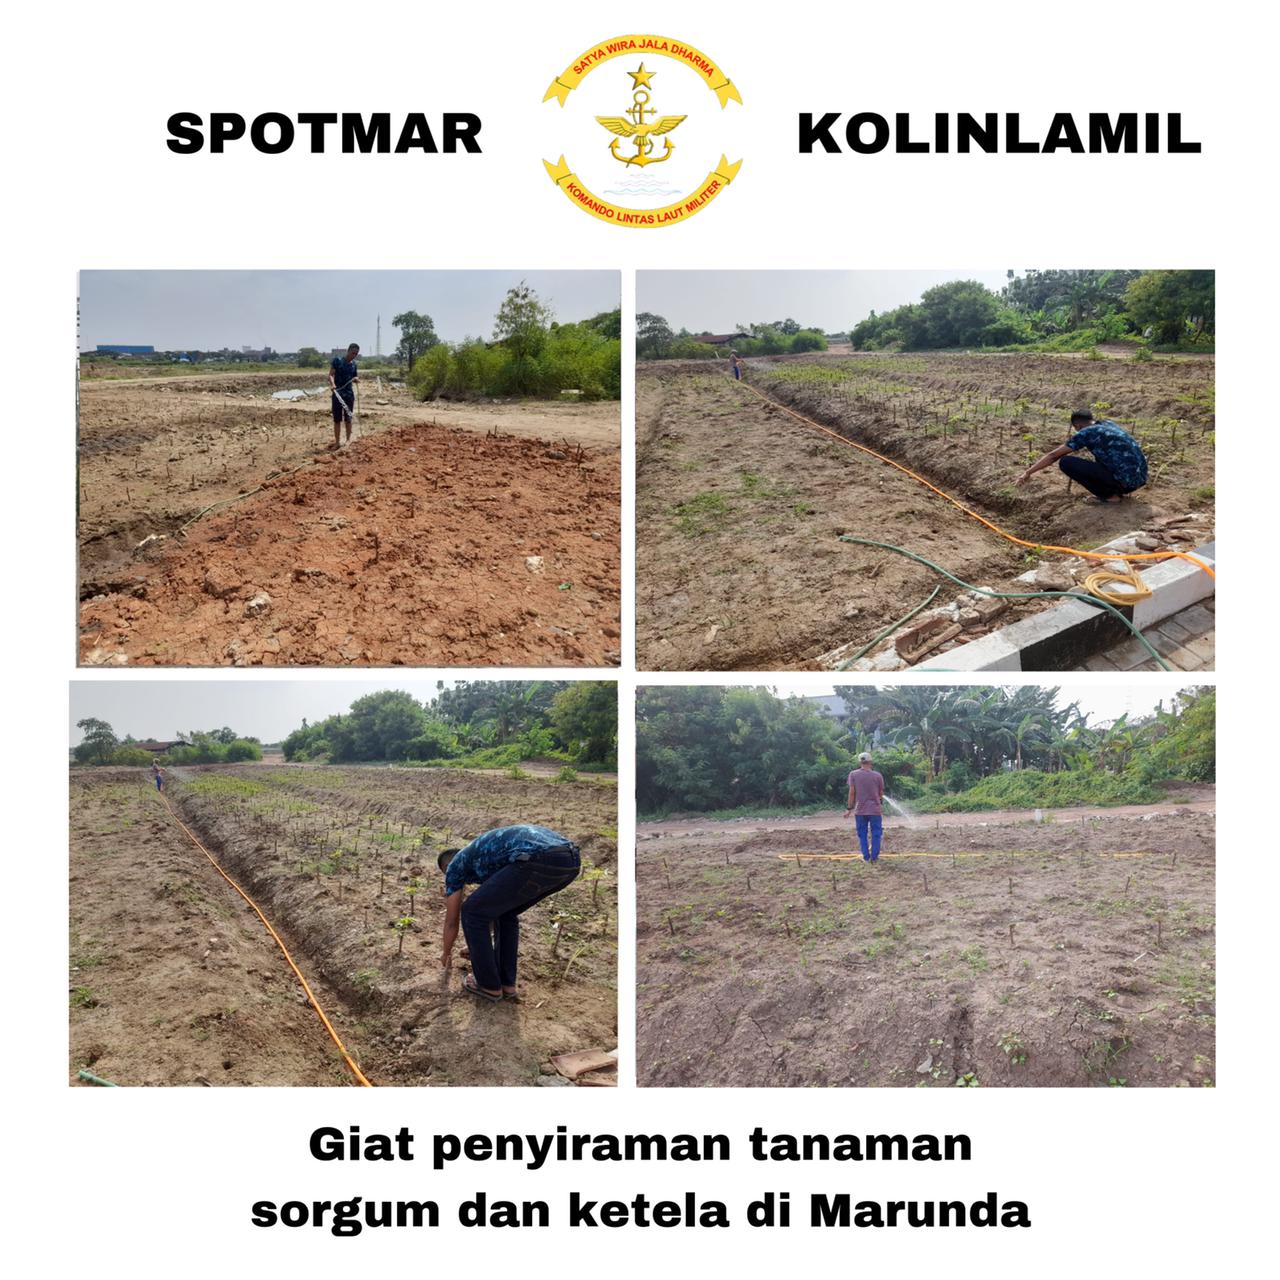 SPOTMAR
SATYA WIRA JALA DHARMA
KOMANDO LINTAS LAUT MILITER
KOLINLAMIL
Giat penyiraman tanaman
sorgum dan ketela di Marunda